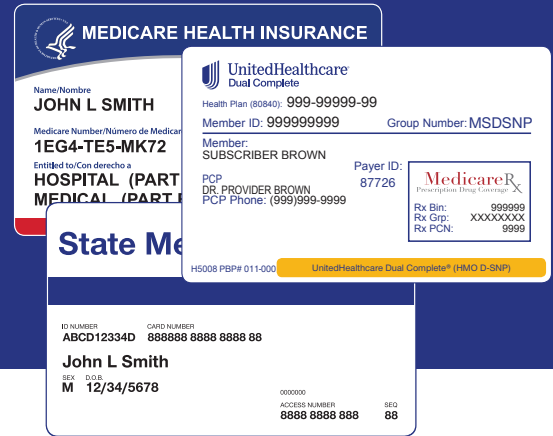 MEDICARE HEALTH INSURANCE
Name/Nombre
JOHN L SMITH
Medicare Number/Número de Medicar
1EG4-TE5-MK72
Entitled to/Con derecho a
HOSPITAL (PART
MEDICAL (PART
UnitedHealthcare®
Dual Complete
Health Plan (80840): 999-99999-99
Member ID: 999999999 Group Number: MSDSNP
Member:
SUBSCRIBER BROWN
PCP
DR. PROVIDER BROWN
PCP Phone: (999)999-9999
Payer ID:
87726
MedicareRx
Prescription Drug Coverage
Rx Bin: 999999
Rx Grp: XXXXXXXX
Rx PCN: 9999
H5008 PBP# 011-000
UnitedHealthcare Dual Complete® (HMO D-SNP)
State Me
ID NUMBER CARD NUMBER
ABCD12334D 888888 8888 8888 88
John L Smith
SEX D.O.B.
M 12/34/5678
0000000
ACCESS NUMBER SEQ
8888 8888 888 88